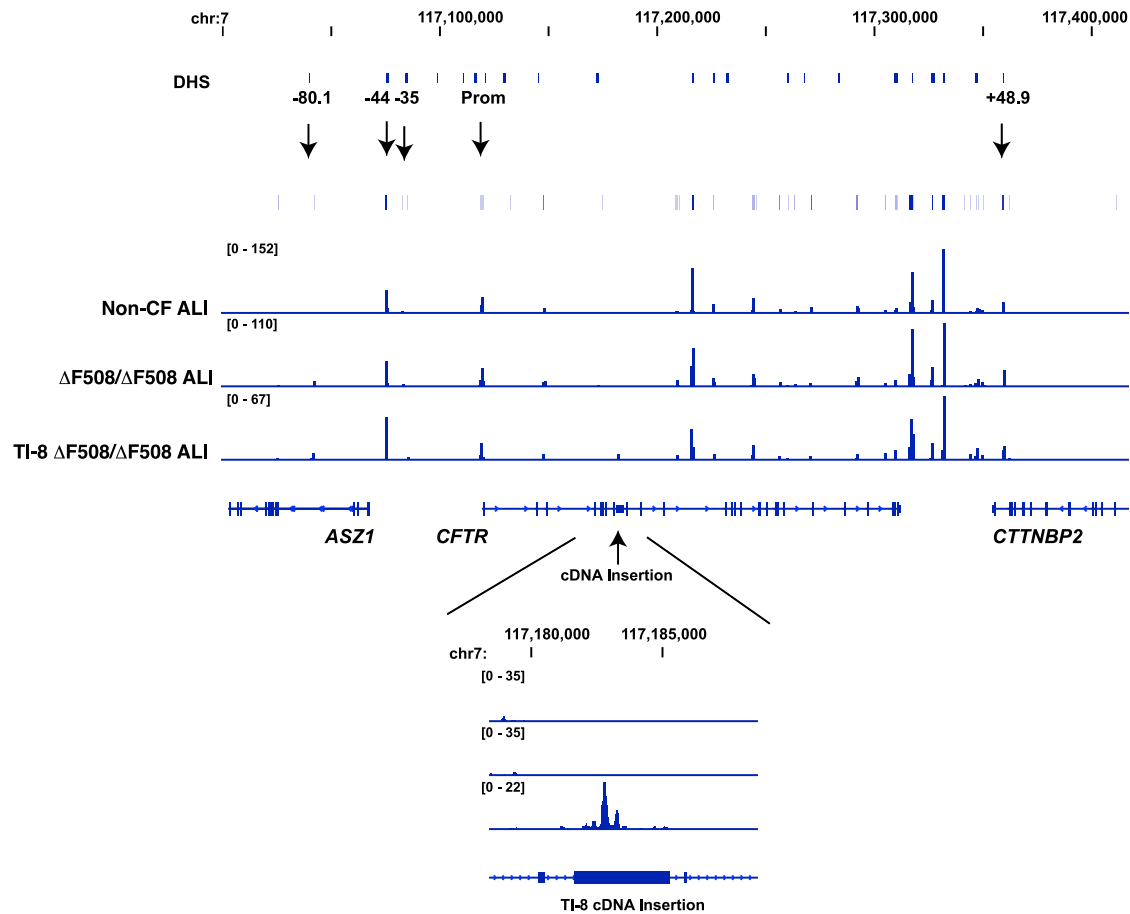 chr:7 117,100,000 117,200,000 117,300,000 117,400,000
DHS
-80.1 -44 -35 Prom +48.9
[0 - 152]
Non-CF ALI
[0 - 110]
ΔF508/ΔF508 ALI
[0 - 67]
TI-8 ΔF508/ΔF508 ALI
ASZ1 CFTR CTTNBP2
cDNA Insertion
117,180,000 117,185,000
chr7:
[0 - 35]
[0 - 35]
[0 - 22]
TI-8 cDNA Insertion